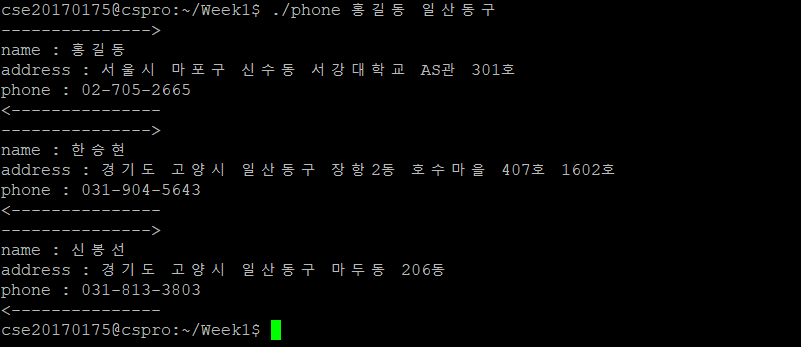 cse20170175@cspro:~/Week1$ ./phone 홍길동 일산동구
--------------->
name : 홍길동
address : 서울시 마포구 신수동 서강대학교 AS관 301호
phone : 02-705-2665
<---------------
--------------->
name : 한승현
address : 경기도 고양시 일산동구 장항2동 호수마을 407호 1602호
phone : 031-904-5643
<---------------
--------------->
name : 신봉선
address : 경기도 고양시 일산동구 마두동 206동
phone : 031-813-3803
<---------------
cse20170175@cspro:~/Week1$